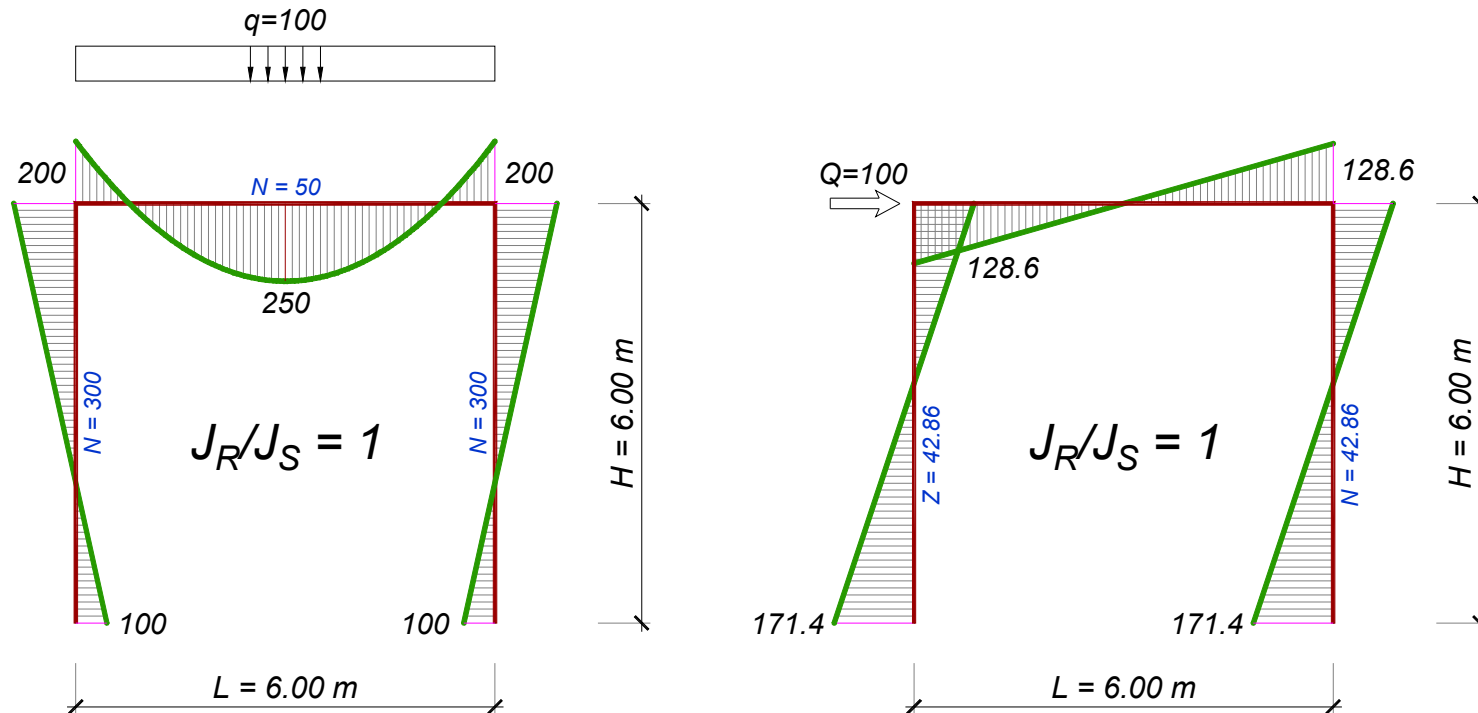 q=100
200
N = 50
200
250
N = 300
N = 300
J_R/J_S = 1
H = 6.00 m
100
100
L = 6.00 m
Q=100
128.6
128.6
Z = 42.86
N = 42.86
J_R/J_S = 1
H = 6.00 m
171.4
171.4
L = 6.00 m